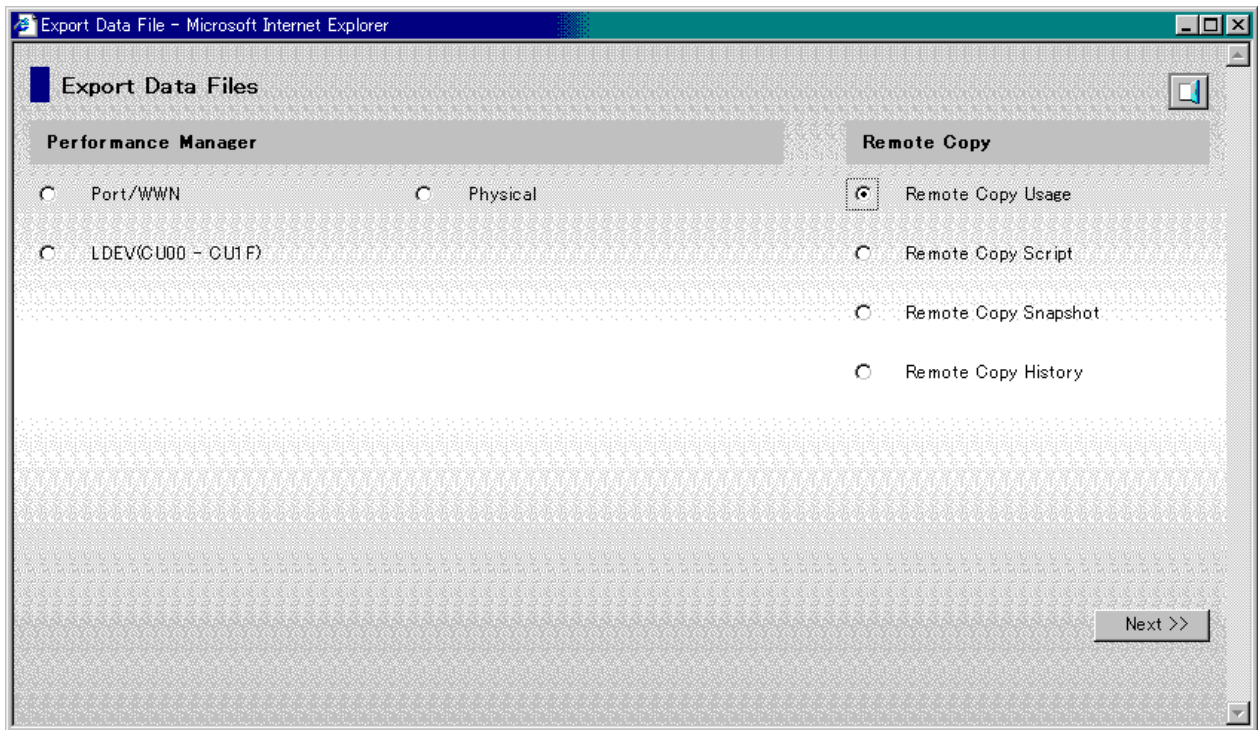 Export Data File - Microsoft Internet Explorer
Export Data Files
Performance Manager
Remote Copy
Port/WWN
Physical
Remote Copy Usage
LDEV(CU00 - CU1F)
Remote Copy Script
Remote Copy Snapshot
Remote Copy History
Next >>